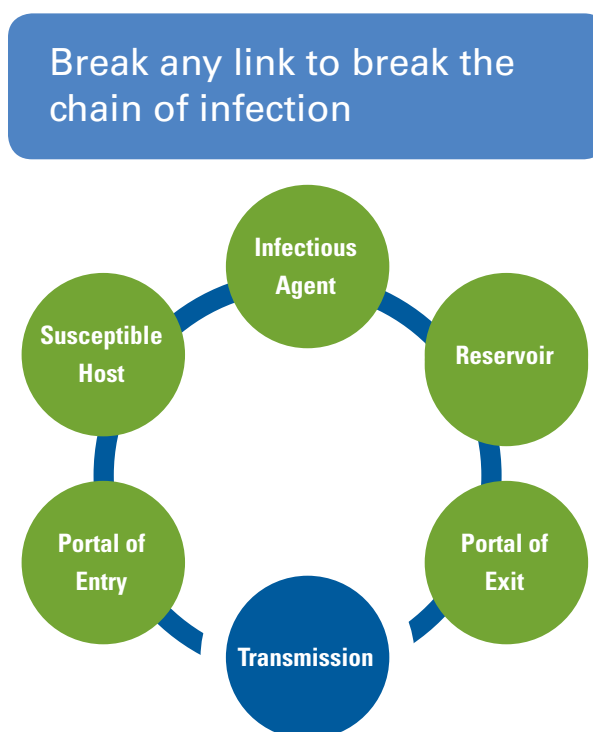 Break any link to break the
chain of infection
Infectious
Agent
Reservoir
Portal of
Exit
Transmission
Portal of
Entry
Susceptible
Host